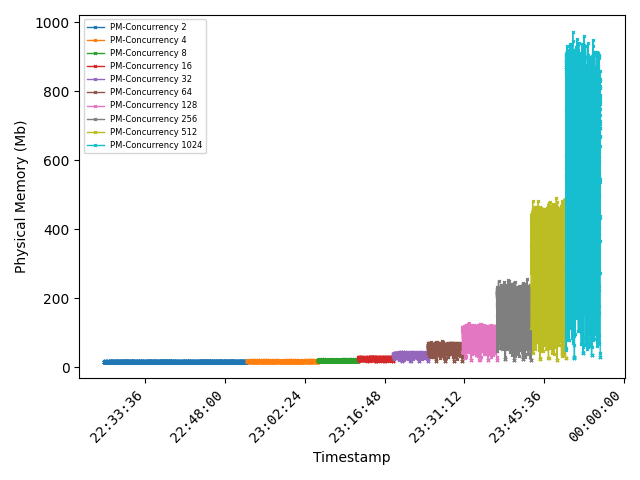 PM-Concurrency 2
PM-Concurrency 4
PM-Concurrency 8
PM-Concurrency 16
PM-Concurrency 32
PM-Concurrency 64
PM-Concurrency 128
PM-Concurrency 256
PM-Concurrency 512
PM-Concurrency 1024
Physical Memory (Mb)
1000
800
600
400
200
0
22:33:36
22:48:00
23:02:24
23:16:48
23:31:12
23:45:36
00:00:00
Timestamp